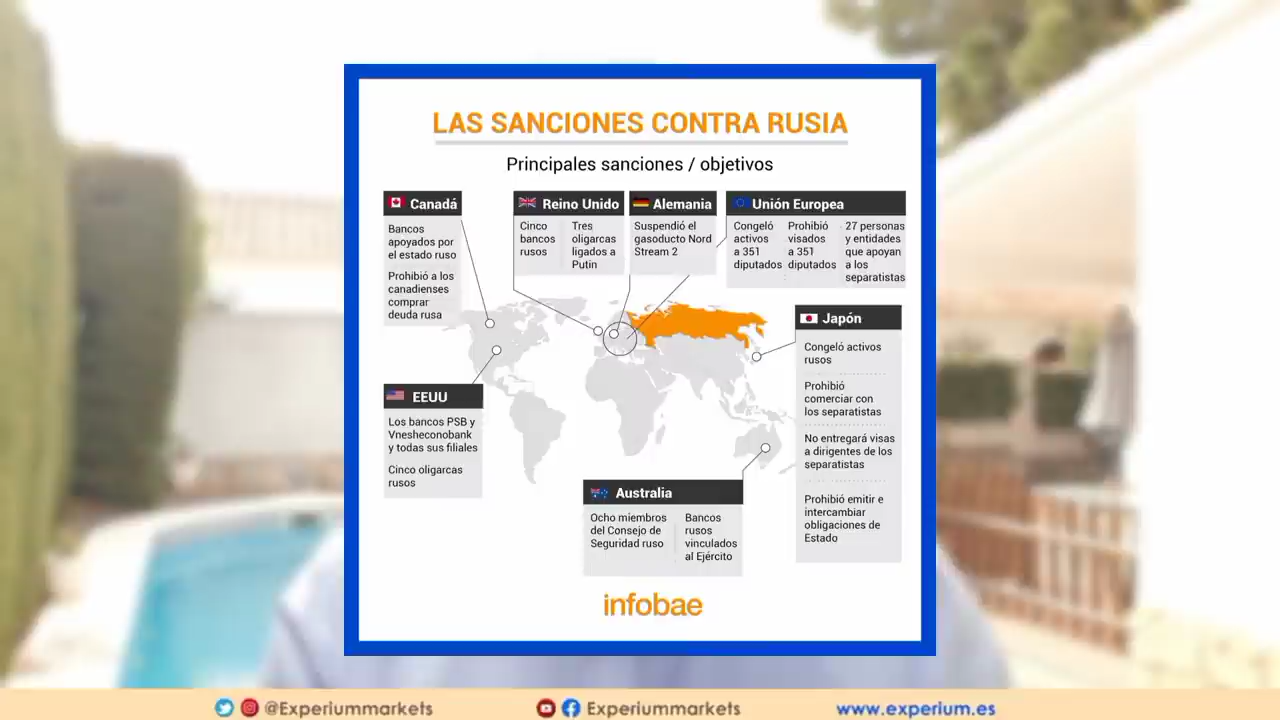 LAS SANCIONES CONTRA RUSIA
Principales sanciones / objetivos
Canadá
Bancos
apoyados por
el estado ruso
Prohibió a los
canadienses
comprar
deuda rusa
Reino Unido
Cinco
bancos
rusos
Tres
oligarcas
ligados a
Putin
Alemania
Suspendió el
gasoducto Nord
Stream 2
Unión Europea
Congeló
activos
a 351
diputados
Prohibió
visados
a 351
diputados
27 personas
y entidades
que apoyan
a los
separatistas
Japón
Congeló activos
rusos
Prohibió
comerciar con
los separatistas
No entregará visas
a dirigentes de los
separatistas
Prohibió emitir e
intercambiar
obligaciones de
Estado
EEUU
Los bancos PSB y
Vnesheconobank
y todas sus filiales
Cinco oligarcas
rusos
Australia
Ocho miembros
del Consejo de
Seguridad ruso
Bancos
rusos
vinculados
al Ejército
infobae
@Experiummarkets
Experiummarkets
www.experium.es